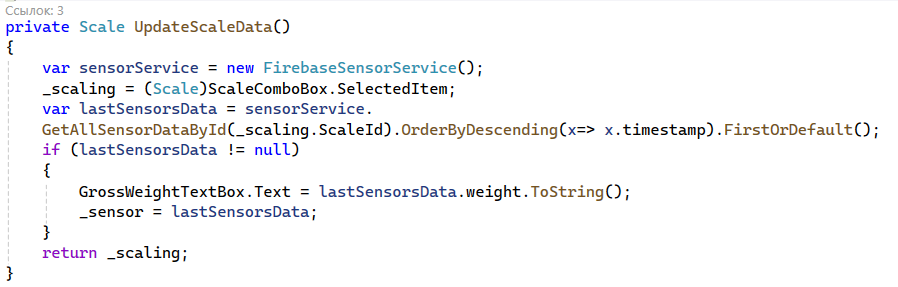 Ссылок: 3
private Scale UpdateScaleData()
{
var sensorService = new FirebaseSensorService();
_scaling = (Scale)ScaleComboBox.SelectedItem;
var lastSensorsData = sensorService.
GetAllSensorDataById(_scaling.ScaleId).OrderByDescending(x=> x.timestamp).FirstOrDefault();
if (lastSensorsData != null)
{
GrossWeightTextBox.Text = lastSensorsData.weight.ToString();
_sensor = lastSensorsData;
}
return _scaling;
}